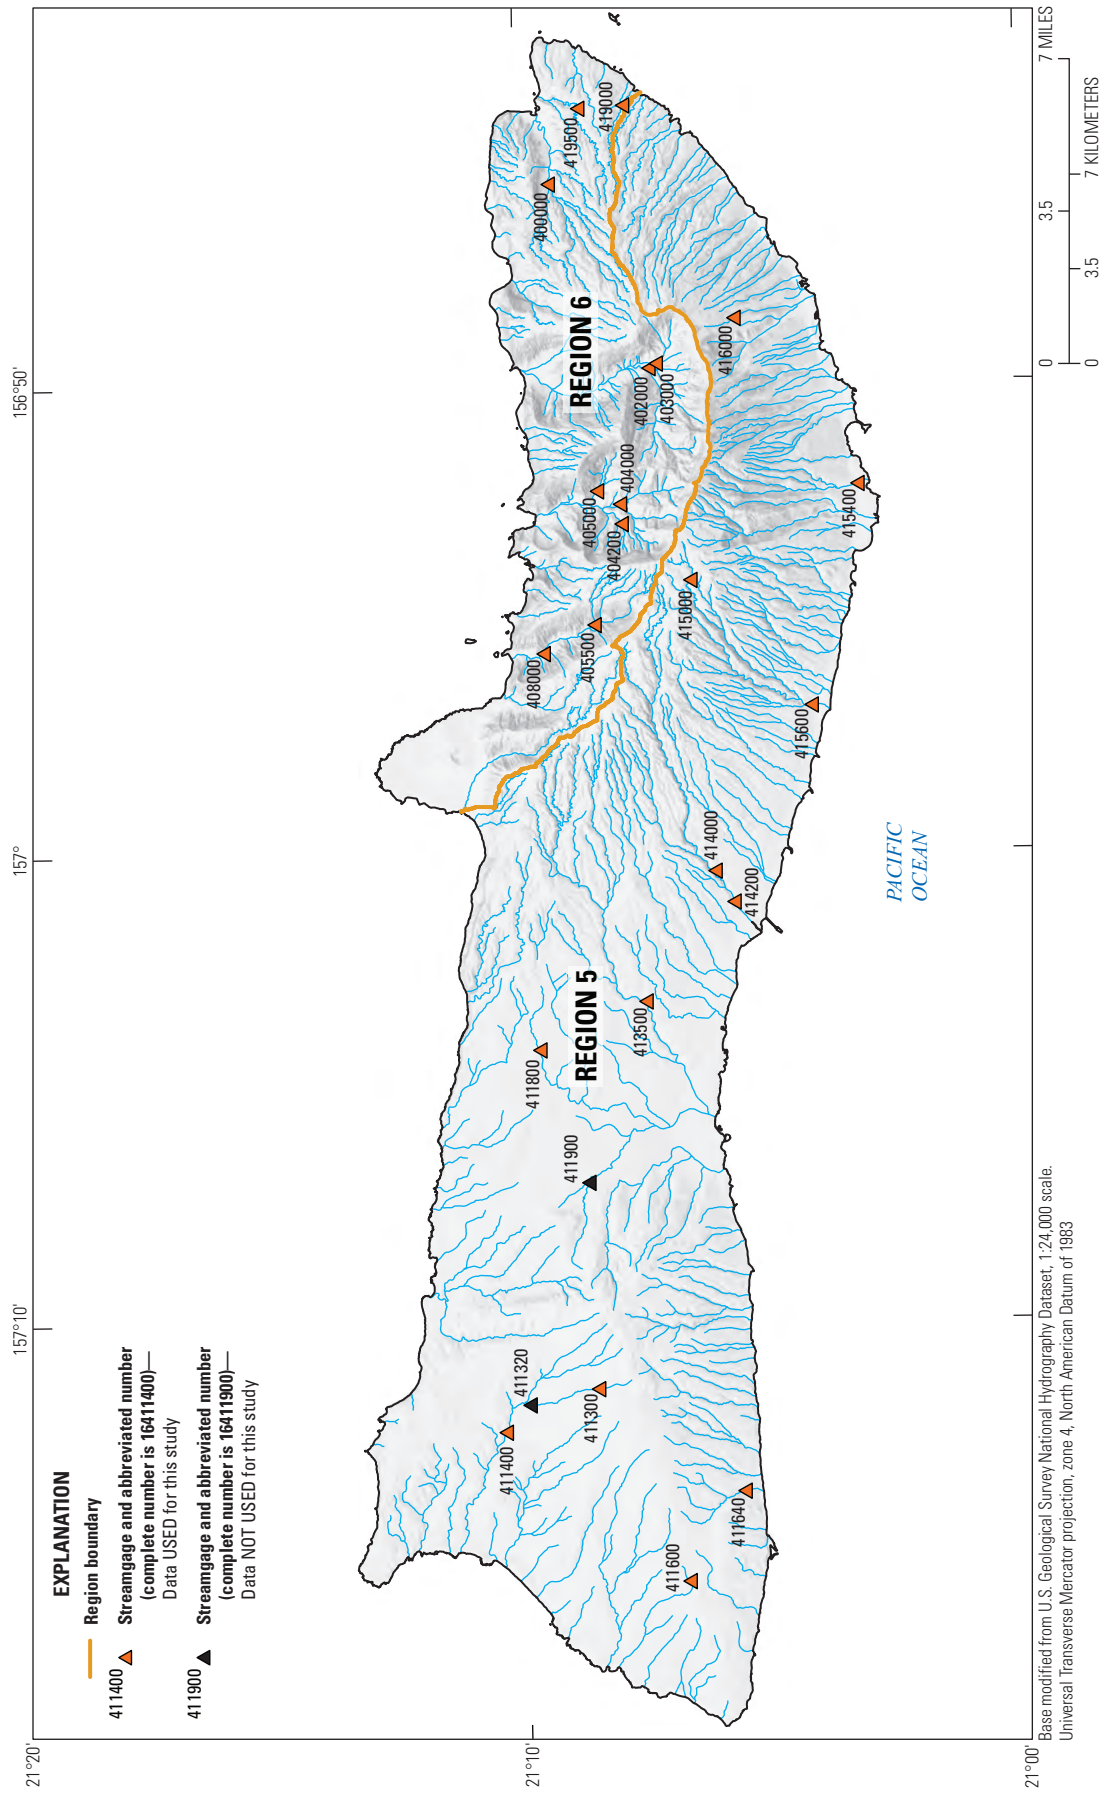 EXPLANATION
Region boundary
411400
Streamgage and abbreviated number
(complete number is 16411400)—
Data USED for this study
411900
Streamgage and abbreviated number
(complete number is 16411900)—
Data NOT USED for this study
157°10'
157°
156°50'
21°20'
21°10'
21°00'
REGION 5
REGION 6
PACIFIC
OCEAN
411400
411320
411300
411600
411640
411900
411800
413500
414000
414200
408000
405500
415600
415000
404200
405000
404000
415400
402000
403000
416000
400000
419500
419000
0
3.5
7 MILES
0
3.5
7 KILOMETERS
Base modified from U.S. Geological Survey National Hydrography Dataset, 1:24,000 scale.
Universal Transverse Mercator projection, zone 4, North American Datum of 1983